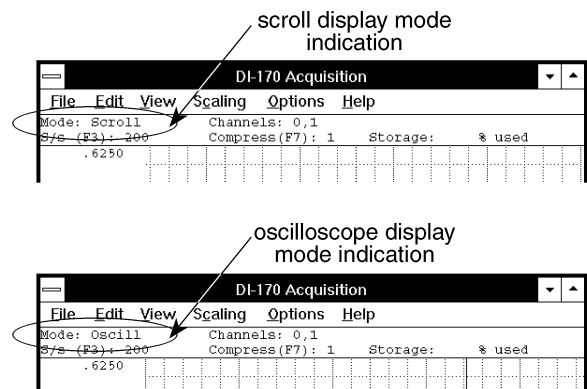 scroll display mode
indication
DI-170 Acquisition
File Edit View Scaling Options Help
Mode: Scroll Channels: 0,1
S/s (F3): 200 Compress(F7): 1 Storage: % used
.6250
oscilloscope display
mode indication
DI-170 Acquisition
File Edit View Scaling Options Help
Mode: Oscill Channels: 0,1
S/s (F3): 200 Compress(F7): 1 Storage: % used
.6250